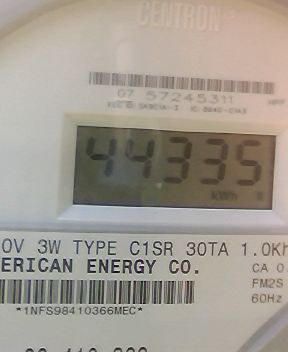 CENTRON
07 57245311
44335
kWh
0V 3W TYPE C1SR 30TA 1.0Kh
ERICAN ENERGY CO.
CA 0.
FM2S
60Hz
*1NFS98410366MEC*